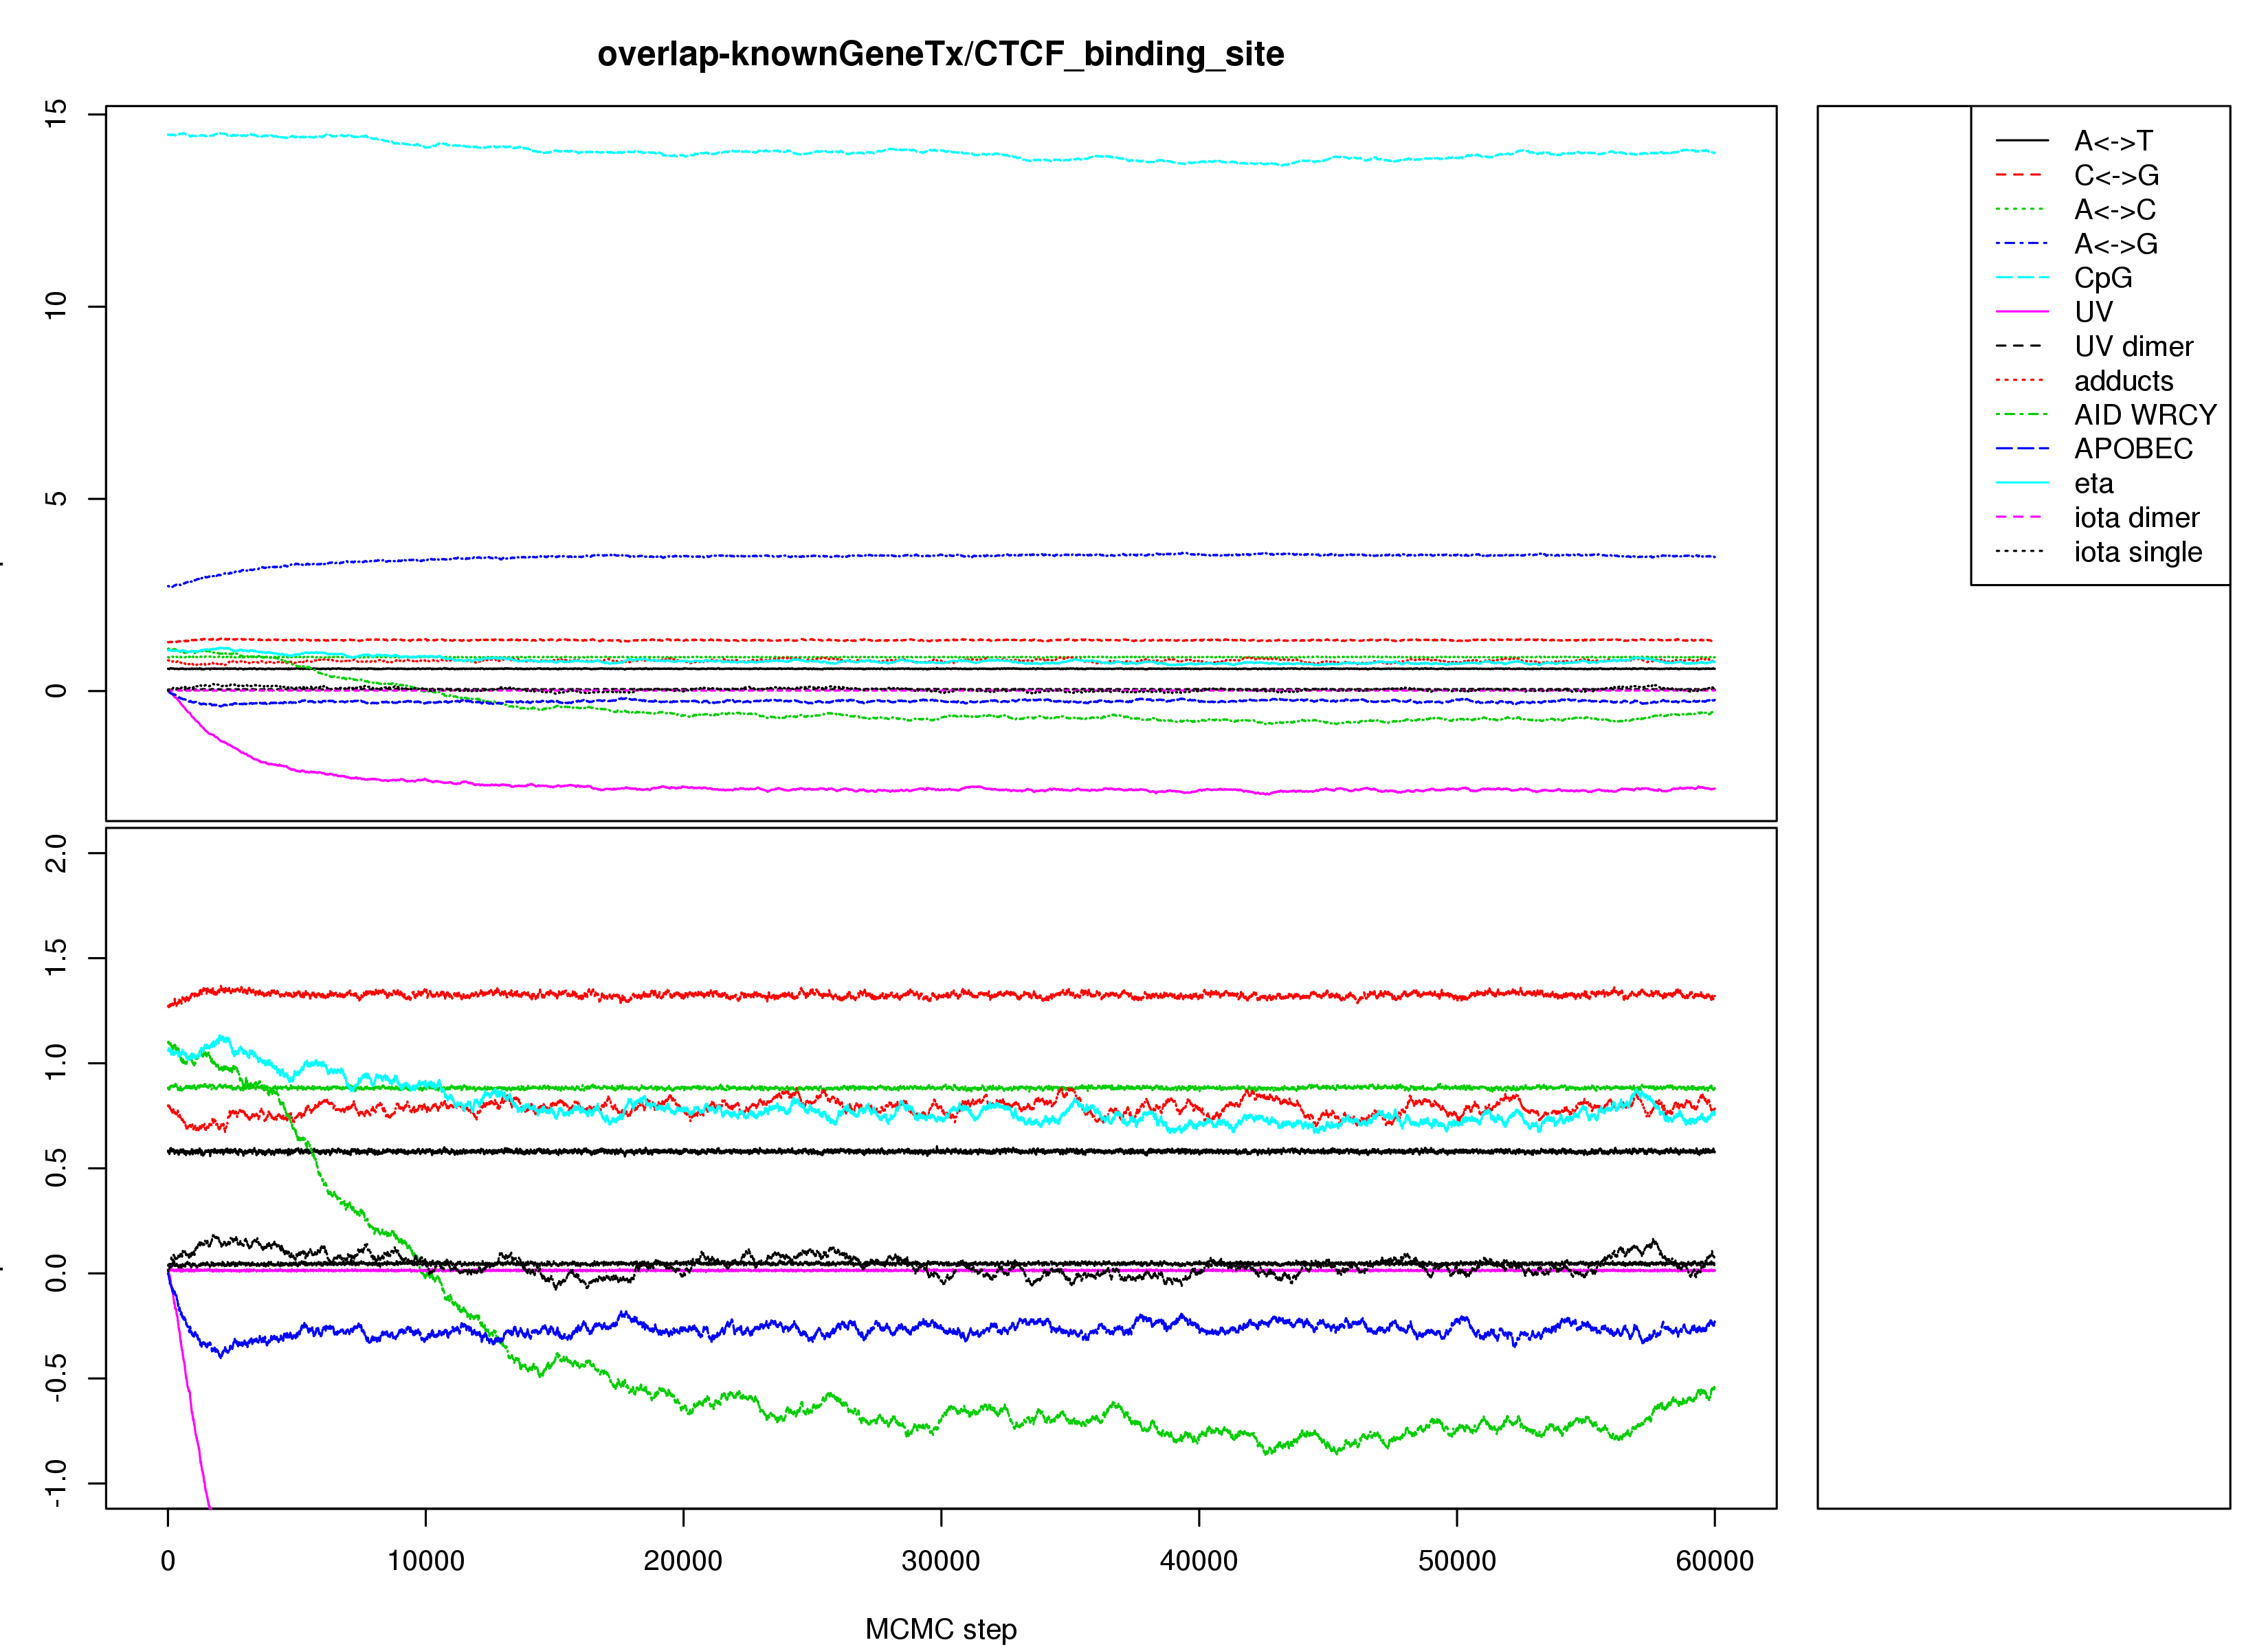 overlap-knownGeneTx/CTCF_binding_site
15
10
5
0
A<->T
C<->G
A<->C
A<->G
CpG
UV
UV dimer
adducts
AID WRCY
APOBEC
eta
iota dimer
iota single
2.0
1.5
1.0
0.5
0.0
-0.5
-1.0
0 10000 20000 30000 40000 50000 60000
MCMC step